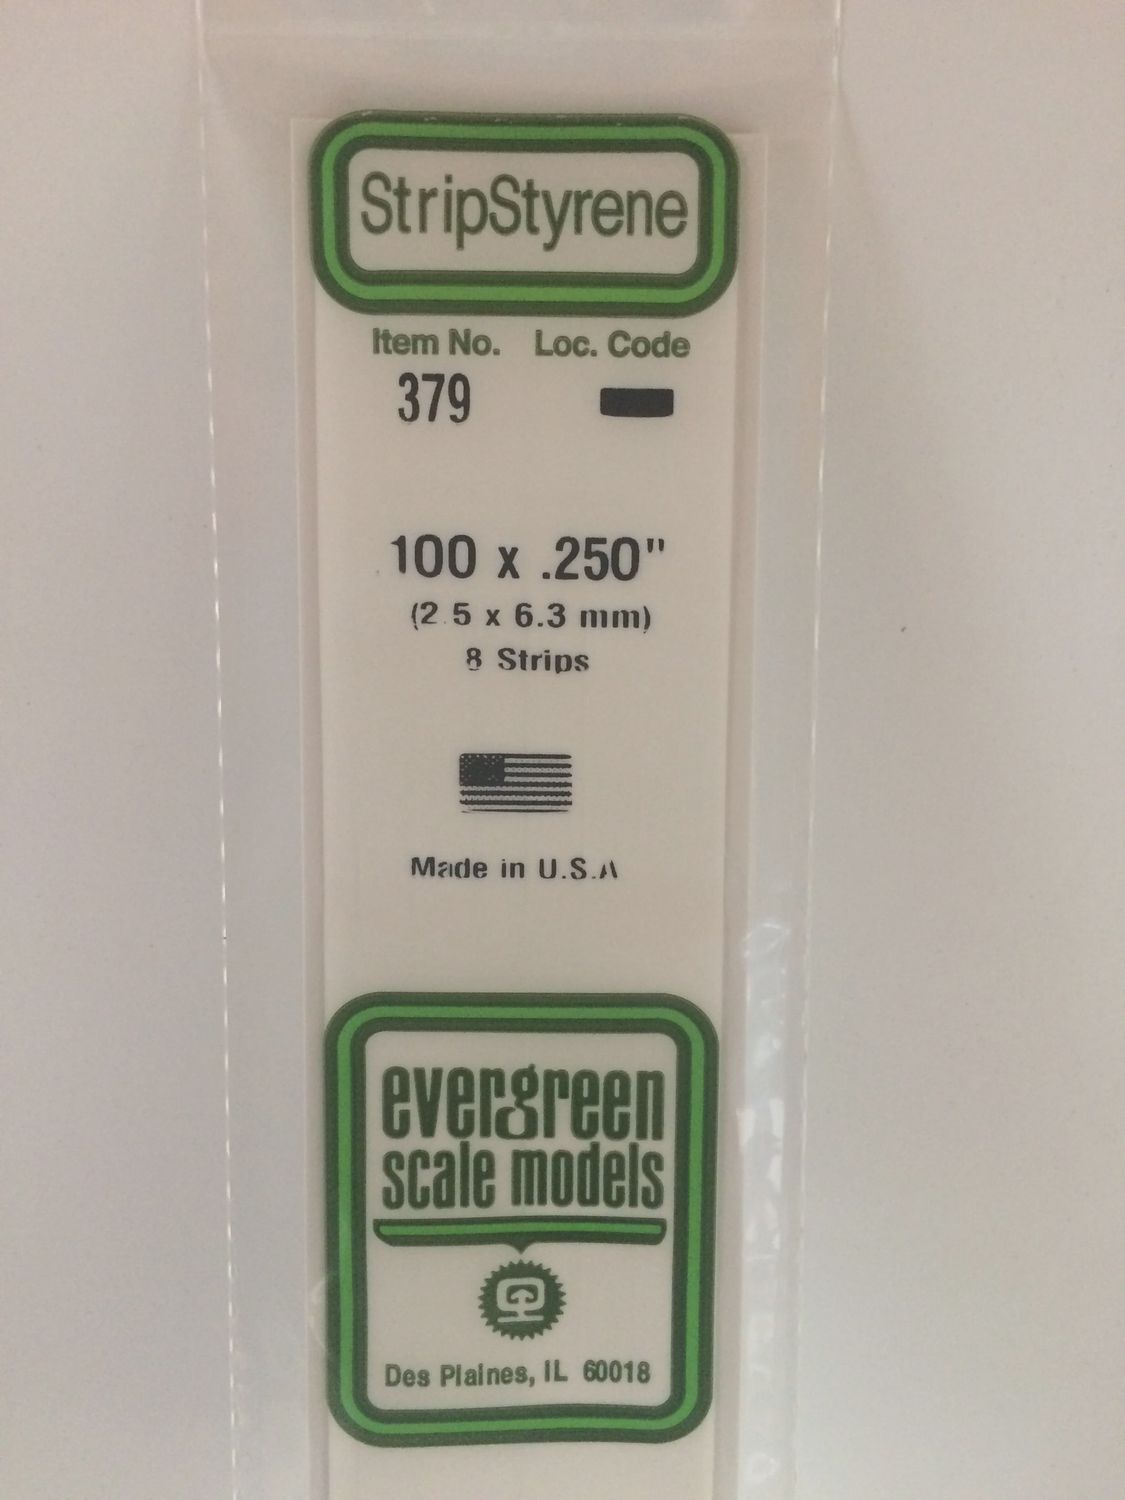 StripStyrene
Item No. Loc. Code
379
100 x .250"
(2.5 x 6.3 mm)
8 Strips
Made in U.S.A
evergreen
scale models
Des Plaines, IL 60018